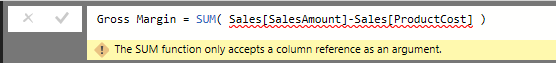 Gross Margin = SUM( Sales[SalesAmount]-Sales[ProductCost] )
The SUM function only accepts a column reference as an argument.